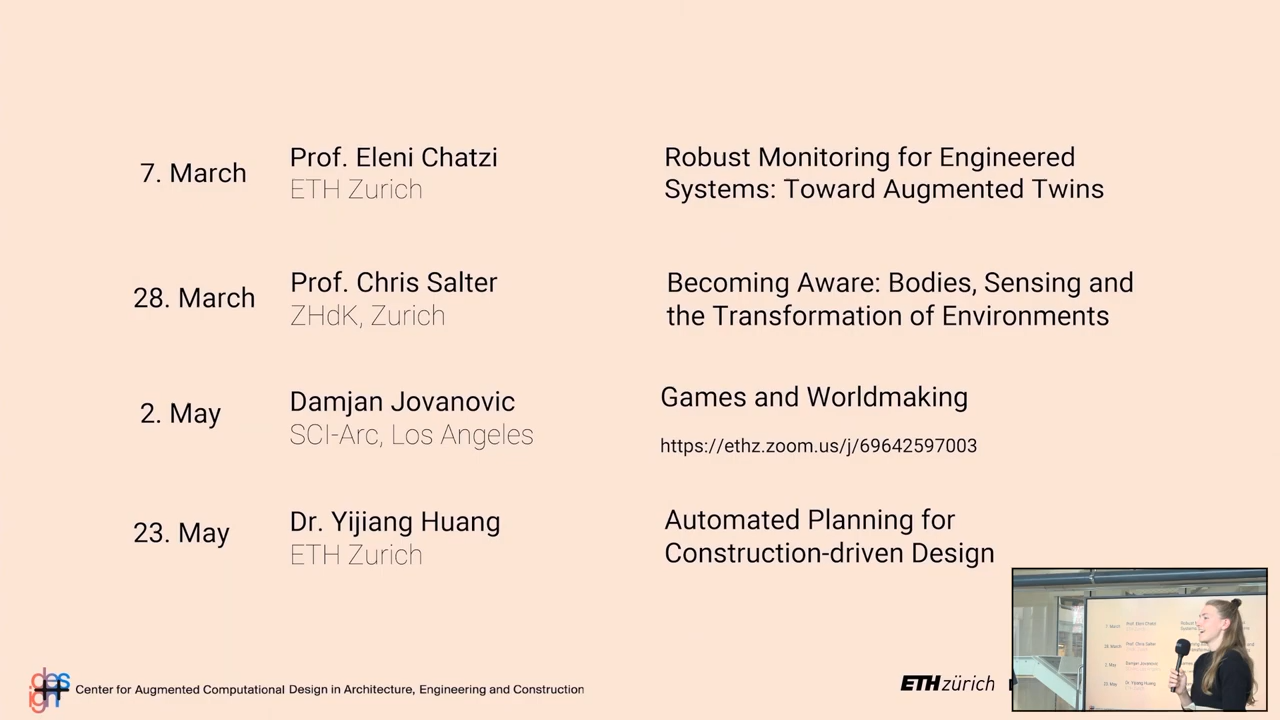 7. March
Prof. Eleni Chatzi
ETH Zurich
Robust Monitoring for Engineered
Systems: Toward Augmented Twins
28. March
Prof. Chris Salter
ZHdK, Zurich
Becoming Aware: Bodies, Sensing and
the Transformation of Environments
2. May
Damjan Jovanovic
SCI-Arc, Los Angeles
Games and Worldmaking
https://ethz.zoom.us/j/69642597003
23. May
Dr. Yijiang Huang
ETH Zurich
Automated Planning for
Construction-driven Design
design
Center for Augmented Computational Design in Architecture, Engineering and Construction
ETH zürich